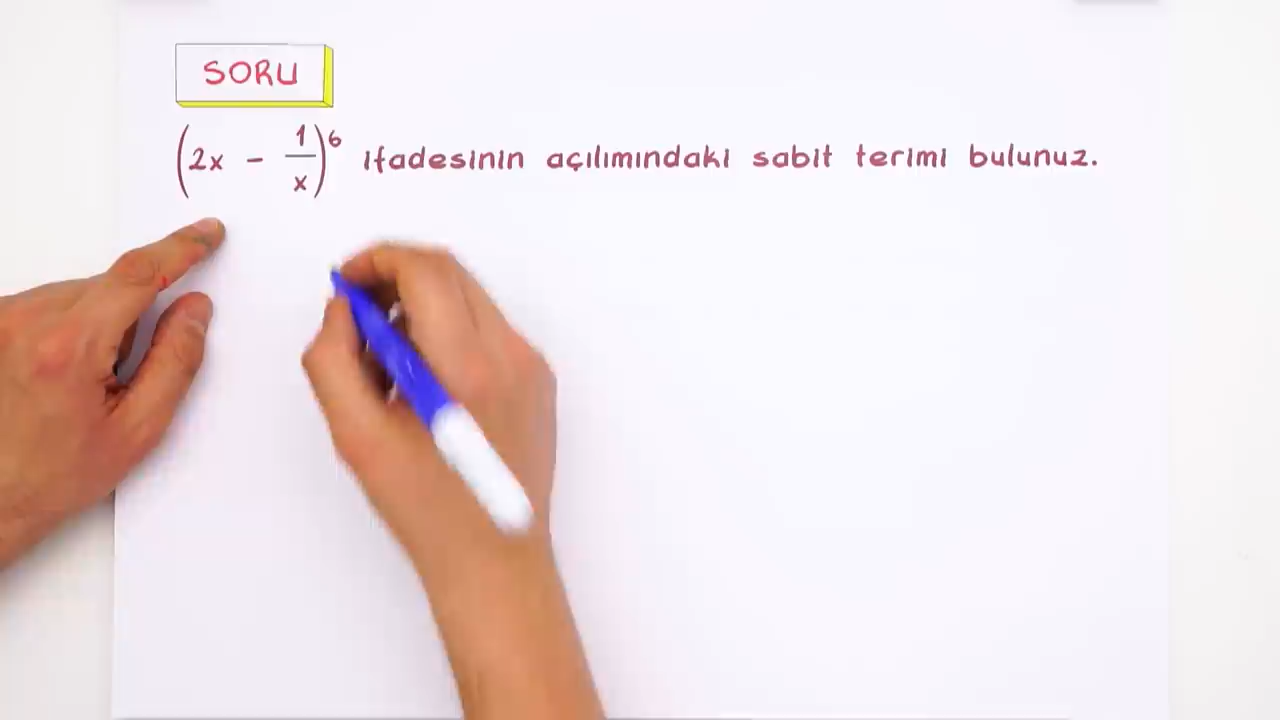 SORU
(2x - 1/x)^6 ifadesinin açılımındaki sabit terimi bulunuz.